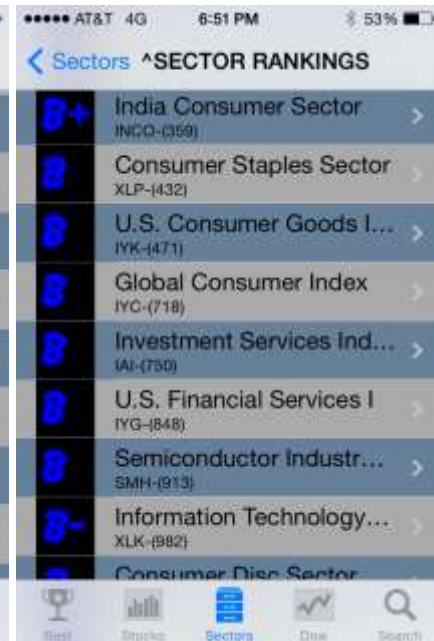 AT&T 4G 6:51 PM 53%
Sectors ^SECTOR RANKINGS
B+ India Consumer Sector
INCO-(359)
B Consumer Staples Sector
XLP-(432)
B U.S. Consumer Goods I...
IYK-(471)
B Global Consumer Index
IYC-(718)
B Investment Services Ind...
IAI-(750)
B U.S. Financial Services I
IYG-(848)
B Semiconductor Industr...
SMH-(913)
B- Information Technology...
XLK-(982)
Consumer Disc Sector
Best Stocks Sectors Search